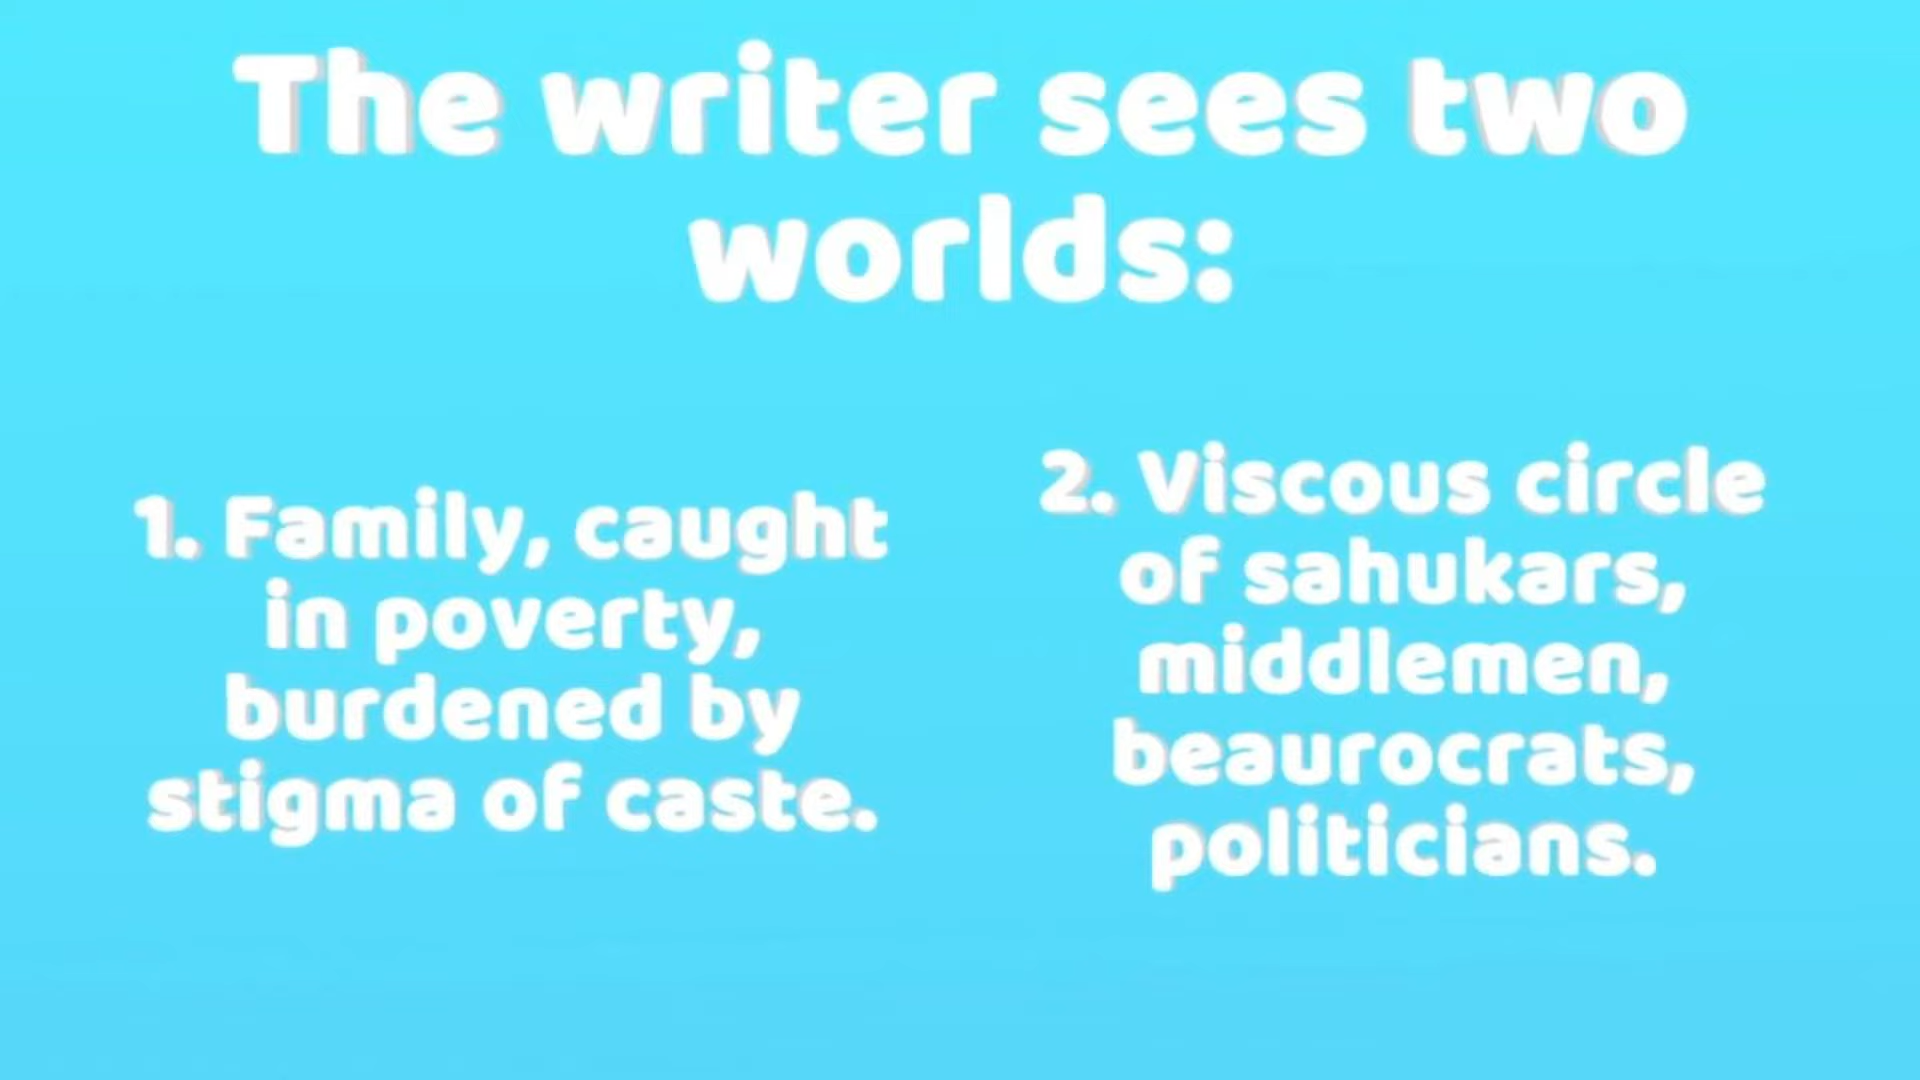 The writer sees two
worlds:
1. Family, caught
in poverty,
burdened by
stigma of caste.
2. Viscous circle
of sahukars,
middlemen,
beaurocrats,
politicians.